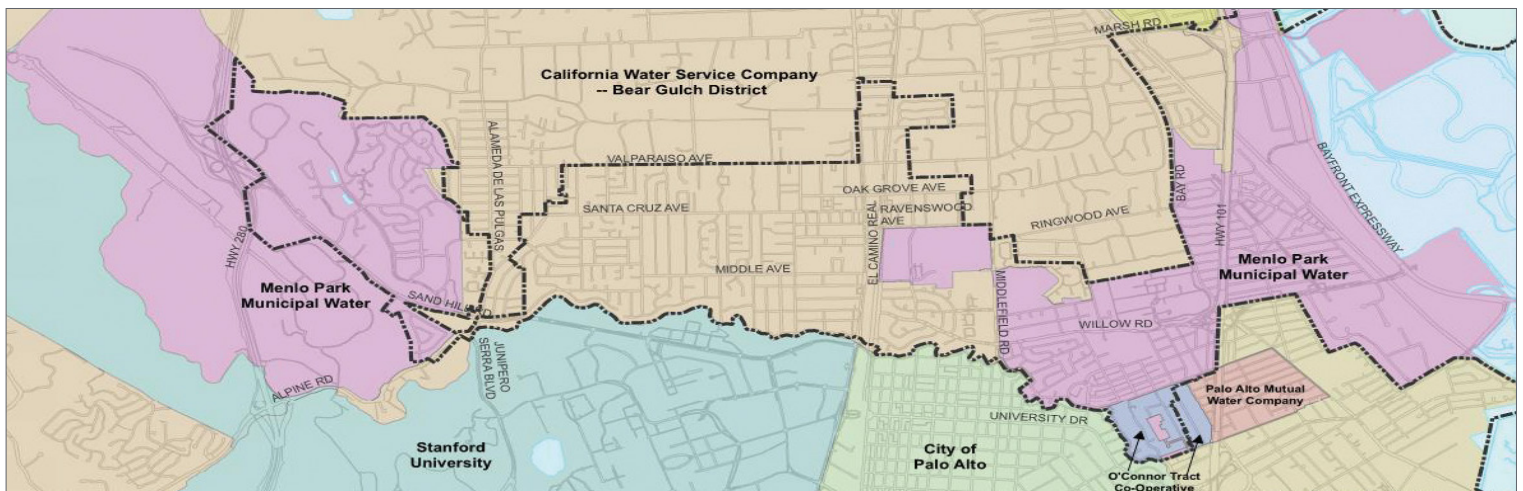 MARSH RD
California Water Service Company
-- Bear Gulch District
ALAMEDA DE LAS PULGAS
VALPARAISO AVE
OAK GROVE AVE
SANTA CRUZ AVE
RAVENSWOOD
AVE
RINGWOOD AVE
BAY RD
HWY 101
BAYFRONT EXPRESSWAY
HWY 280
EL CAMINO REAL
MIDDLE AVE
Menlo Park
Municipal Water
Menlo Park
Municipal Water
SAND HILL RD
MIDDLEFIELD RD
WILLOW RD
JUNIPERO
SERRA BLVD
ALPINE RD
Palo Alto Mutual
Water Company
UNIVERSITY DR
Stanford
University
City of
Palo Alto
O'Connor Tract
Co-Operative